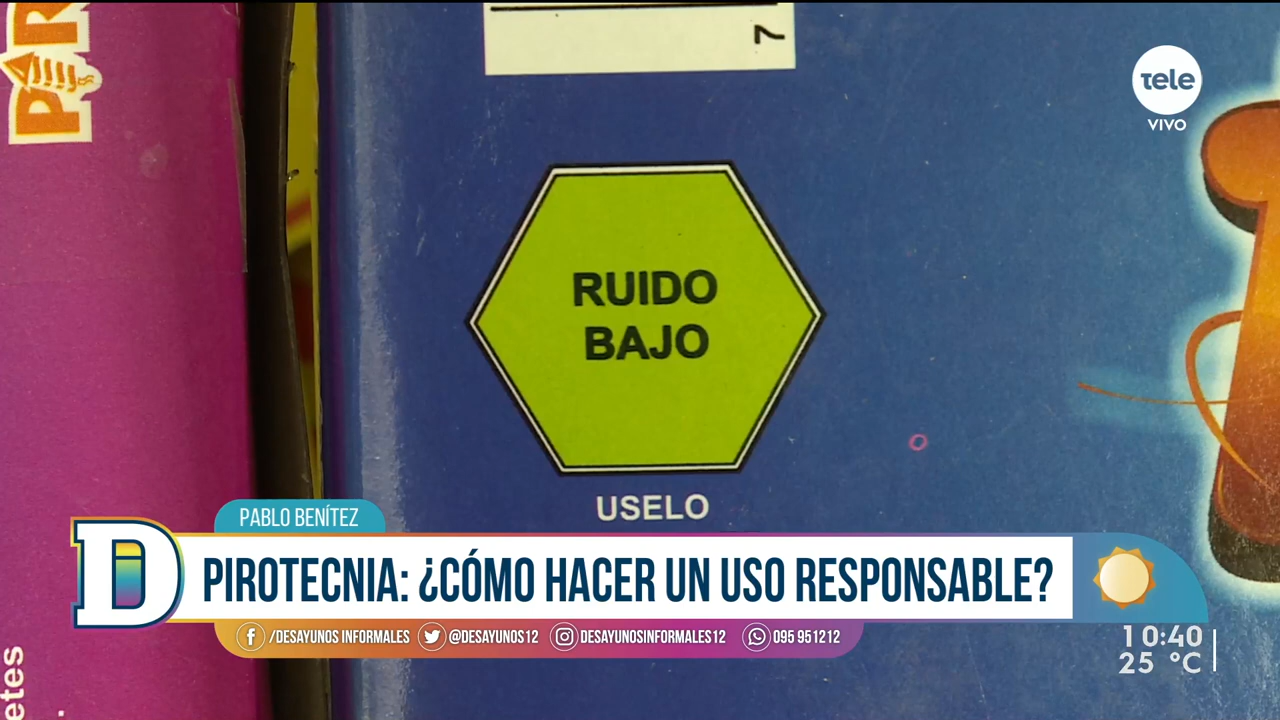 7
tele
VIVO
RUIDO
BAJO
USELO
PABLO BENÍTEZ
D
PIROTECNIA: ¿CÓMO HACER UN USO RESPONSABLE?
/DESAYUNOS INFORMALES @DESAYUNOS12 DESAYUNOSINFORMALES12 095 951212
10:40
25 °C
etes